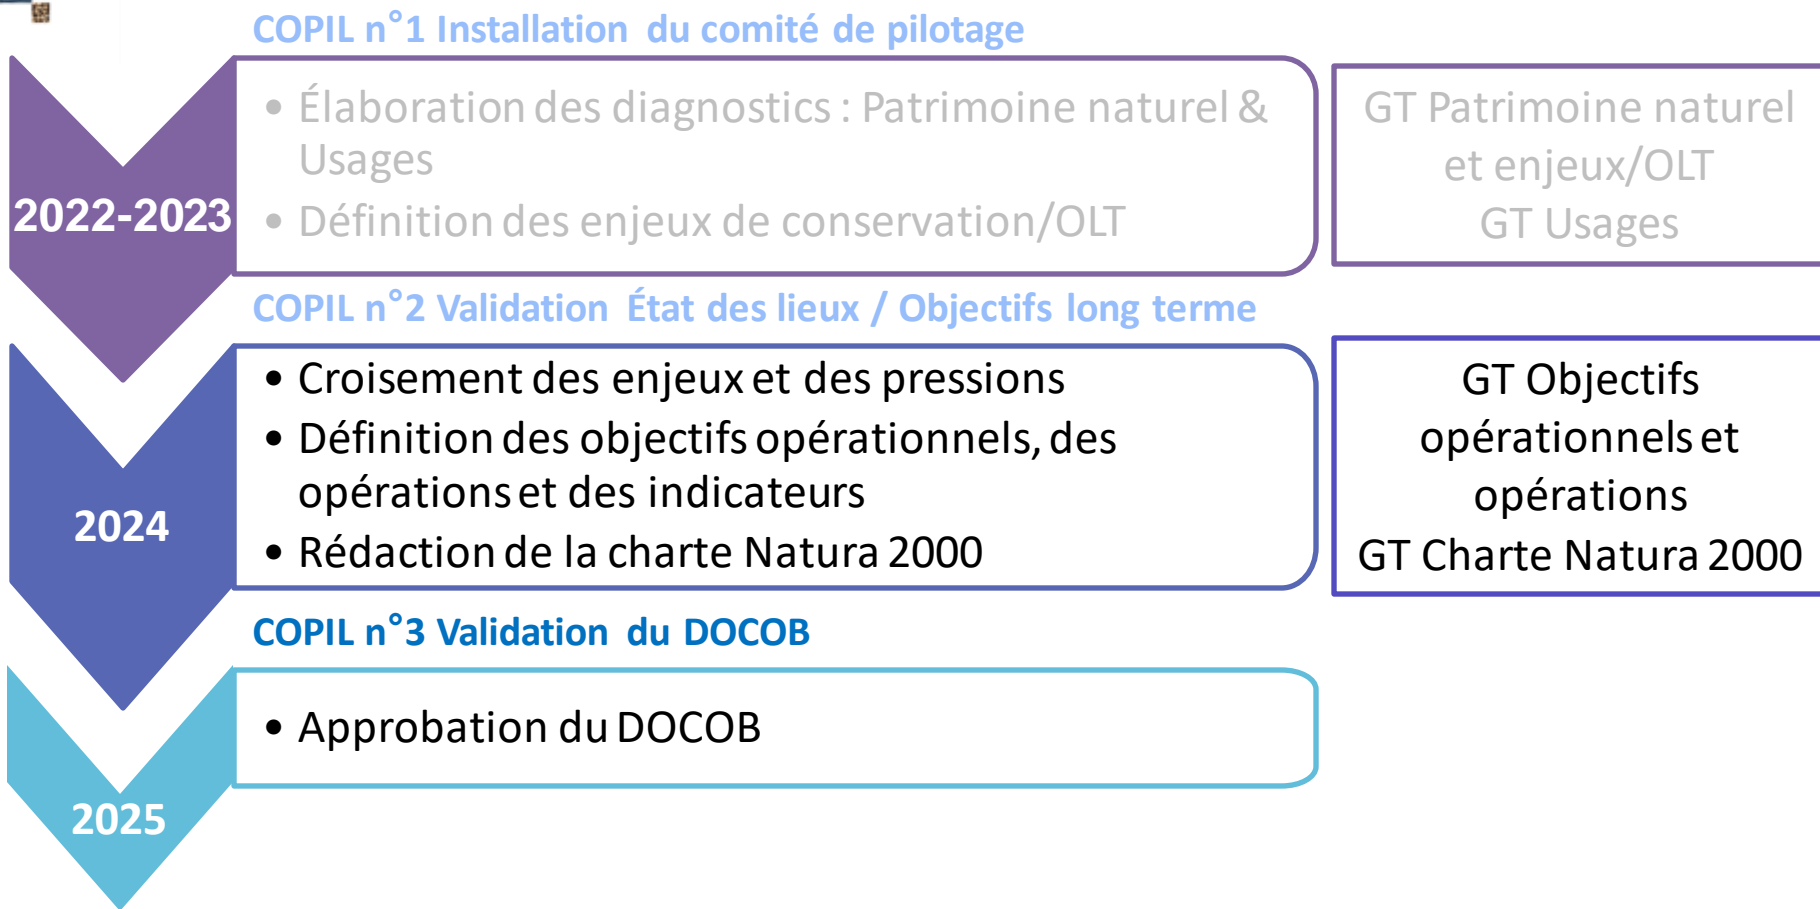 COPIL n°1 Installation du comité de pilotage
2022-2023
• Élaboration des diagnostics : Patrimoine naturel &
Usages
• Définition des enjeux de conservation/OLT
GT Patrimoine naturel
et enjeux/OLT
GT Usages
COPIL n°2 Validation État des lieux / Objectifs long terme
2024
• Croisement des enjeux et des pressions
• Définition des objectifs opérationnels, des
opérations et des indicateurs
• Rédaction de la charte Natura 2000
GT Objectifs
opérationnels et
opérations
GT Charte Natura 2000
COPIL n°3 Validation du DOCOB
2025
• Approbation du DOCOB